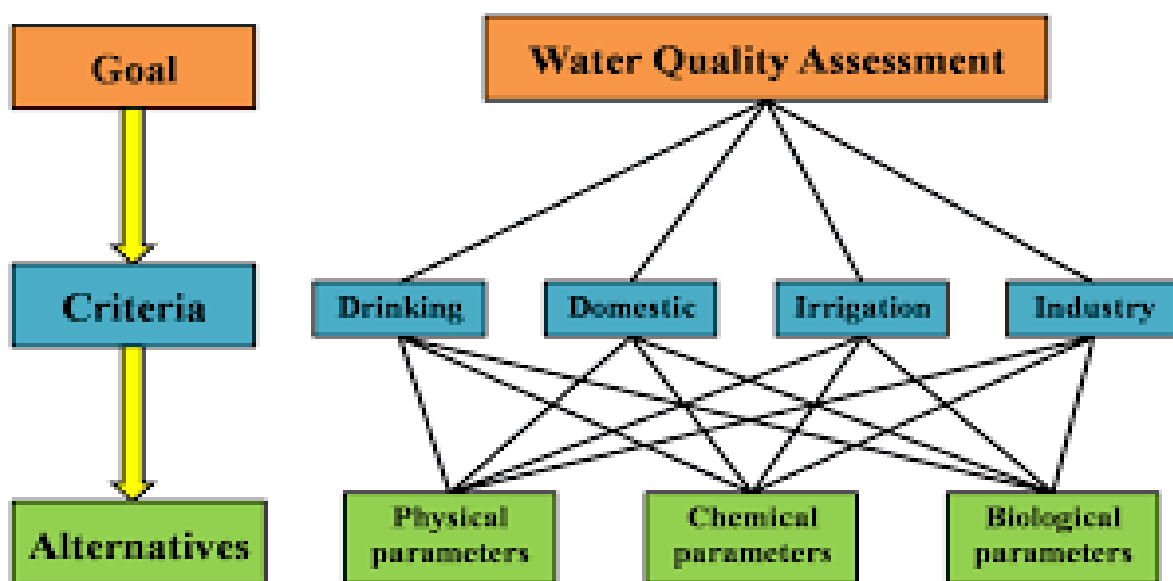 Goal
Water Quality Assessment
Criteria
Drinking
Domestic
Irrigation
Industry
Alternatives
Physical
parameters
Chemical
parameters
Biological
parameters